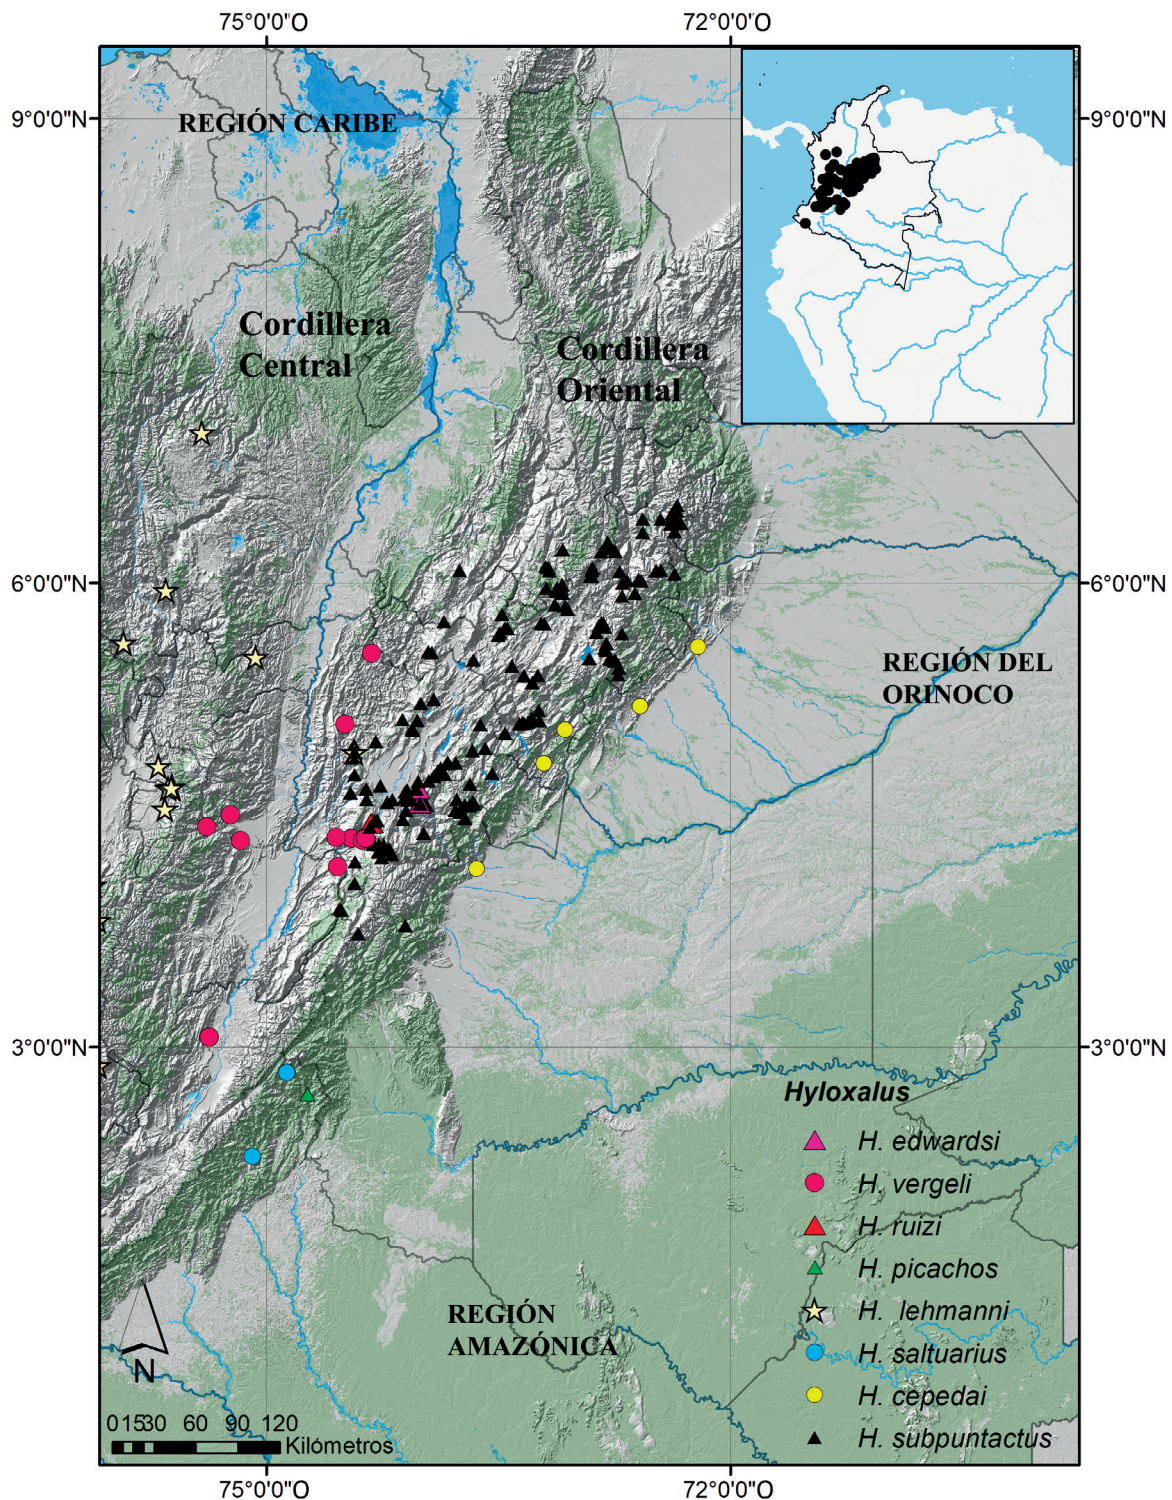 75°0'0"O
72°0'0"O
9°0'0"N
9°0'0"N
REGIÓN CARIBE
Cordillera
Central
Cordillera
Oriental
6°0'0"N
6°0'0"N
REGIÓN DEL
ORINOCO
3°0'0"N
3°0'0"N
Hyloxalus
H. edwardsi
H. vergeli
H. ruizi
H. picachos
H. lehmanni
H. saltuarius
H. cepedai
H. subpuntactus
REGIÓN
AMAZÓNICA
N
0 15 30 60 90 120
Kilómetros
75°0'0"O
72°0'0"O